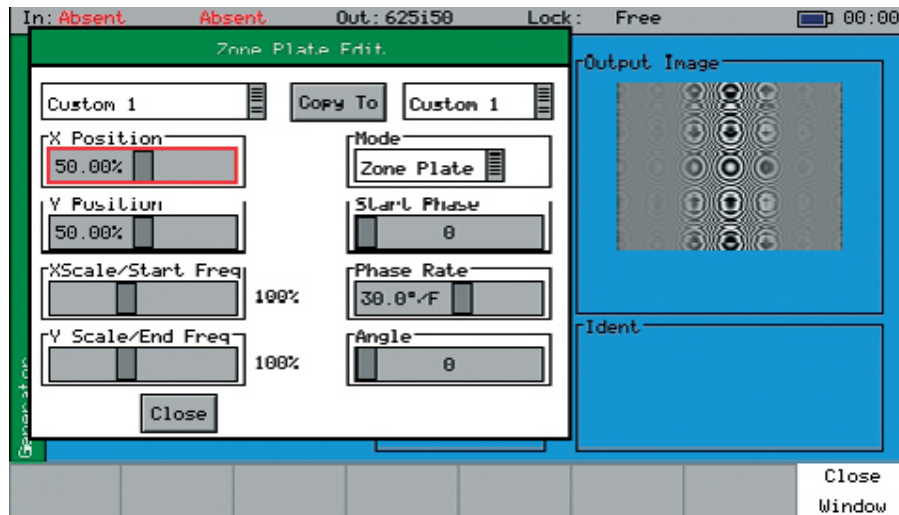 In: Absent Absent Out: 625i50 Lock: Free 00:00
Zone Plate Edit
Custom 1 Copy To Custom 1
X Position
50.00%
Mode
Zone Plate
Y Position
50.00%
Start Phase
0
XScale/Start Freq
100%
Phase Rate
30.0°/F
Y Scale/End Freq
100%
Angle
0
Close
Output Image
Ident
Generator
Close
Window